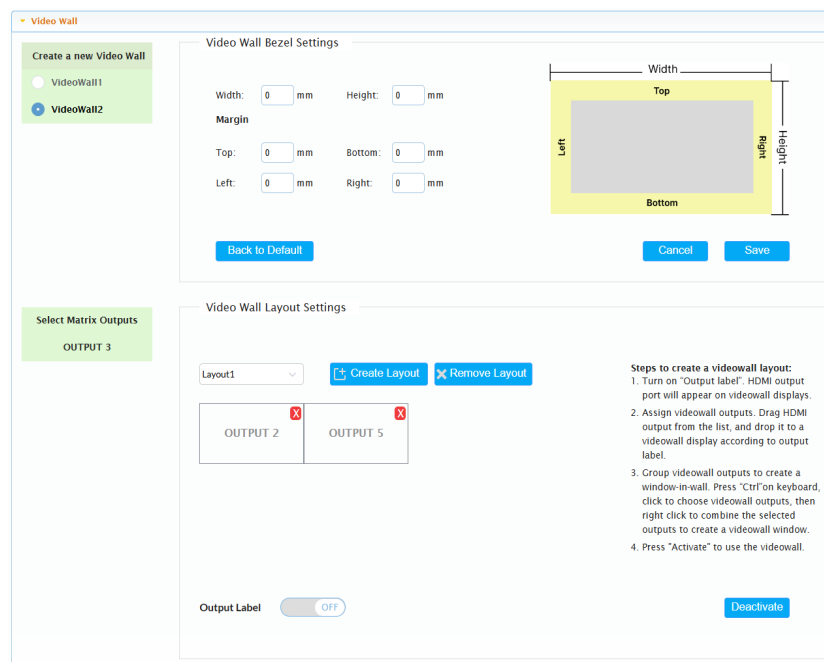 Video Wall
Create a new Video Wall
VideoWall1
VideoWall2
Video Wall Bezel Settings
Width: 0 mm Height: 0 mm
Margin
Top: 0 mm Bottom: 0 mm
Left: 0 mm Right: 0 mm
Width
Top
Left
Right
Height
Bottom
Back to Default
Cancel
Save
Select Matrix Outputs
OUTPUT 3
Video Wall Layout Settings
Layout1
Create Layout
X Remove Layout
X
OUTPUT 2
X
OUTPUT 5
Steps to create a videowall layout:
1. Turn on "Output label". HDMI output
port will appear on videowall displays.
2. Assign videowall outputs. Drag HDMI
output from the list, and drop it to a
videowall display according to output
label.
3. Group videowall outputs to create a
window-in-wall. Press "Ctrl"on keyboard,
click to choose videowall outputs, then
right click to combine the selected
outputs to create a videowall window.
4. Press "Activate" to use the videowall.
Output Label OFF
Deactivate